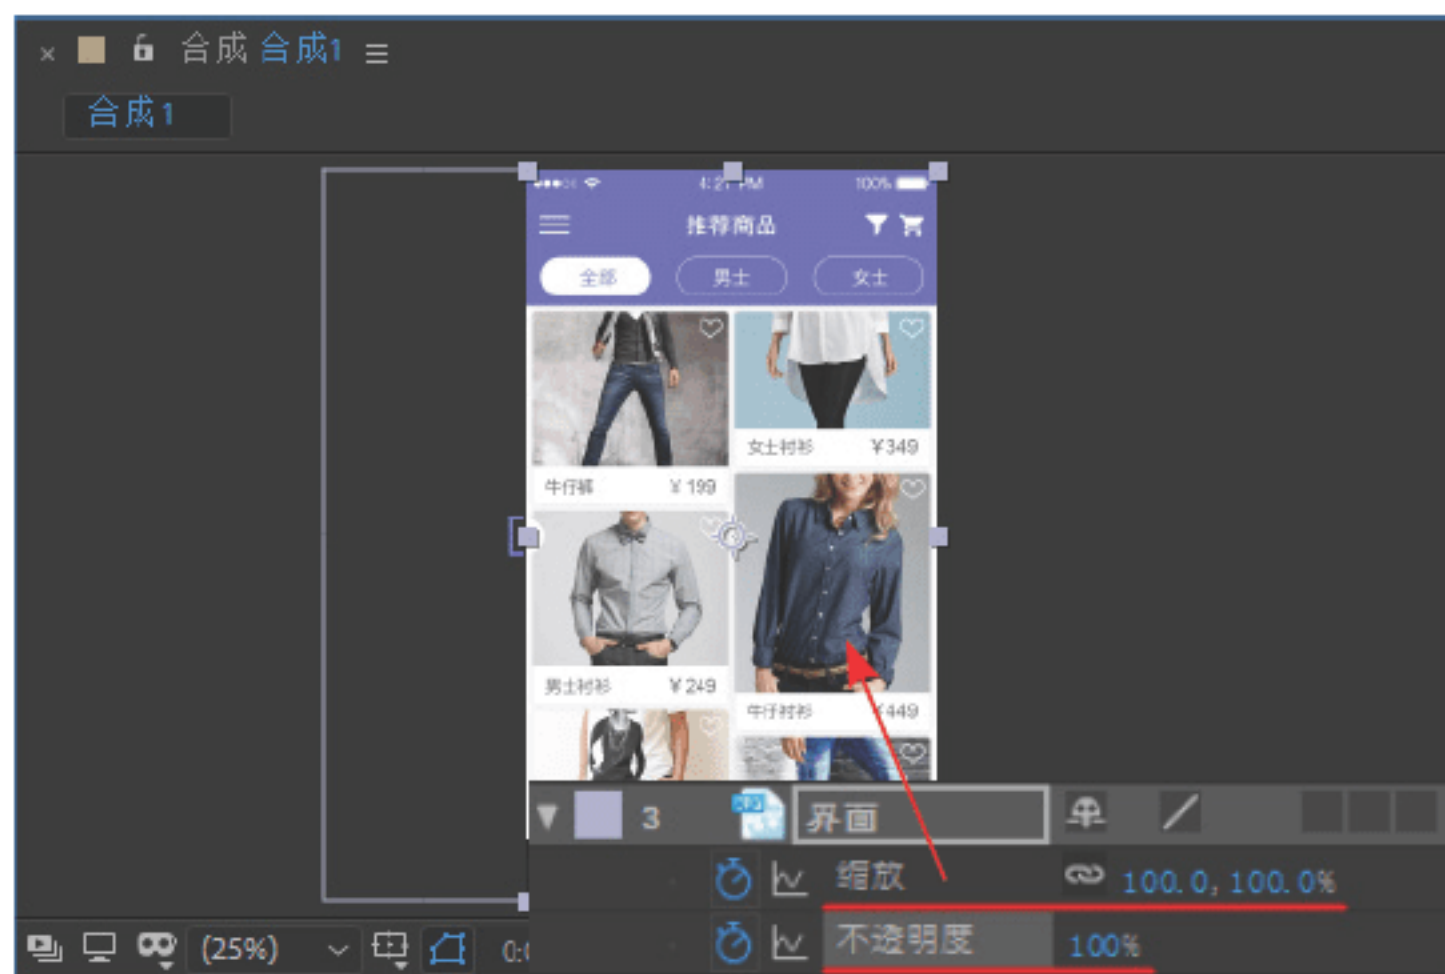 合成 合成1
合成1
4:21 PM 100%
推荐商品
全部 男士 女士
女士衬衫 ¥349
牛仔裤 ¥199
男士衬衫 ¥249
牛仔衬衫 ¥449
3 界面
缩放 100.0, 100.0%
不透明度 100%
(25%)